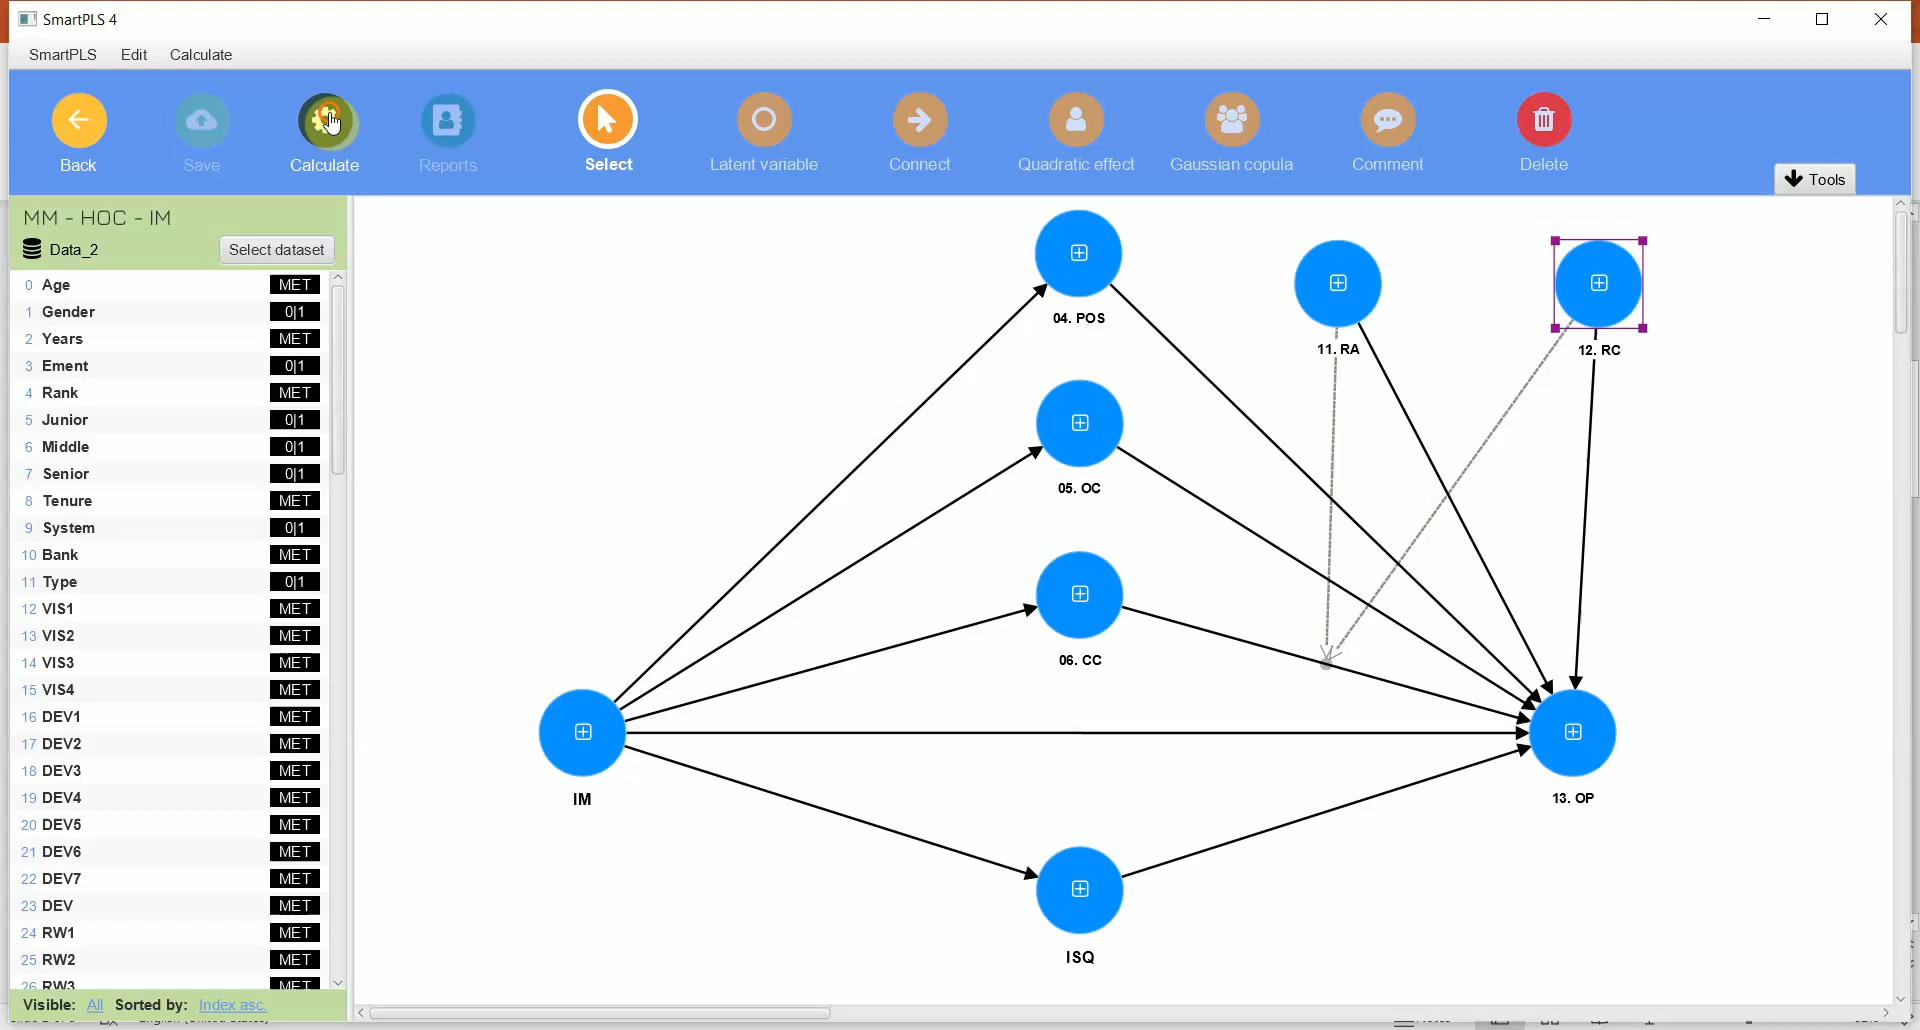 SmartPLS 4
SmartPLS Edit Calculate
Back Save Calculate Reports Select Latent variable Connect Quadratic effect Gaussian copula Comment Delete
Tools
MM - HOC - IM
Data_2 Select dataset
0 Age MET
1 Gender 0|1
2 Years MET
3 Ement 0|1
4 Rank MET
5 Junior 0|1
6 Middle 0|1
7 Senior 0|1
8 Tenure MET
9 System 0|1
10 Bank MET
11 Type 0|1
12 VIS1 MET
13 VIS2 MET
14 VIS3 MET
15 VIS4 MET
16 DEV1 MET
17 DEV2 MET
18 DEV3 MET
19 DEV4 MET
20 DEV5 MET
21 DEV6 MET
22 DEV7 MET
23 DEV MET
24 RW1 MET
25 RW2 MET
26 RW3 MET
Visible: All Sorted by: Index asc.
04. POS
11. RA
12. RC
05. OC
06. CC
IM
13. OP
ISQ